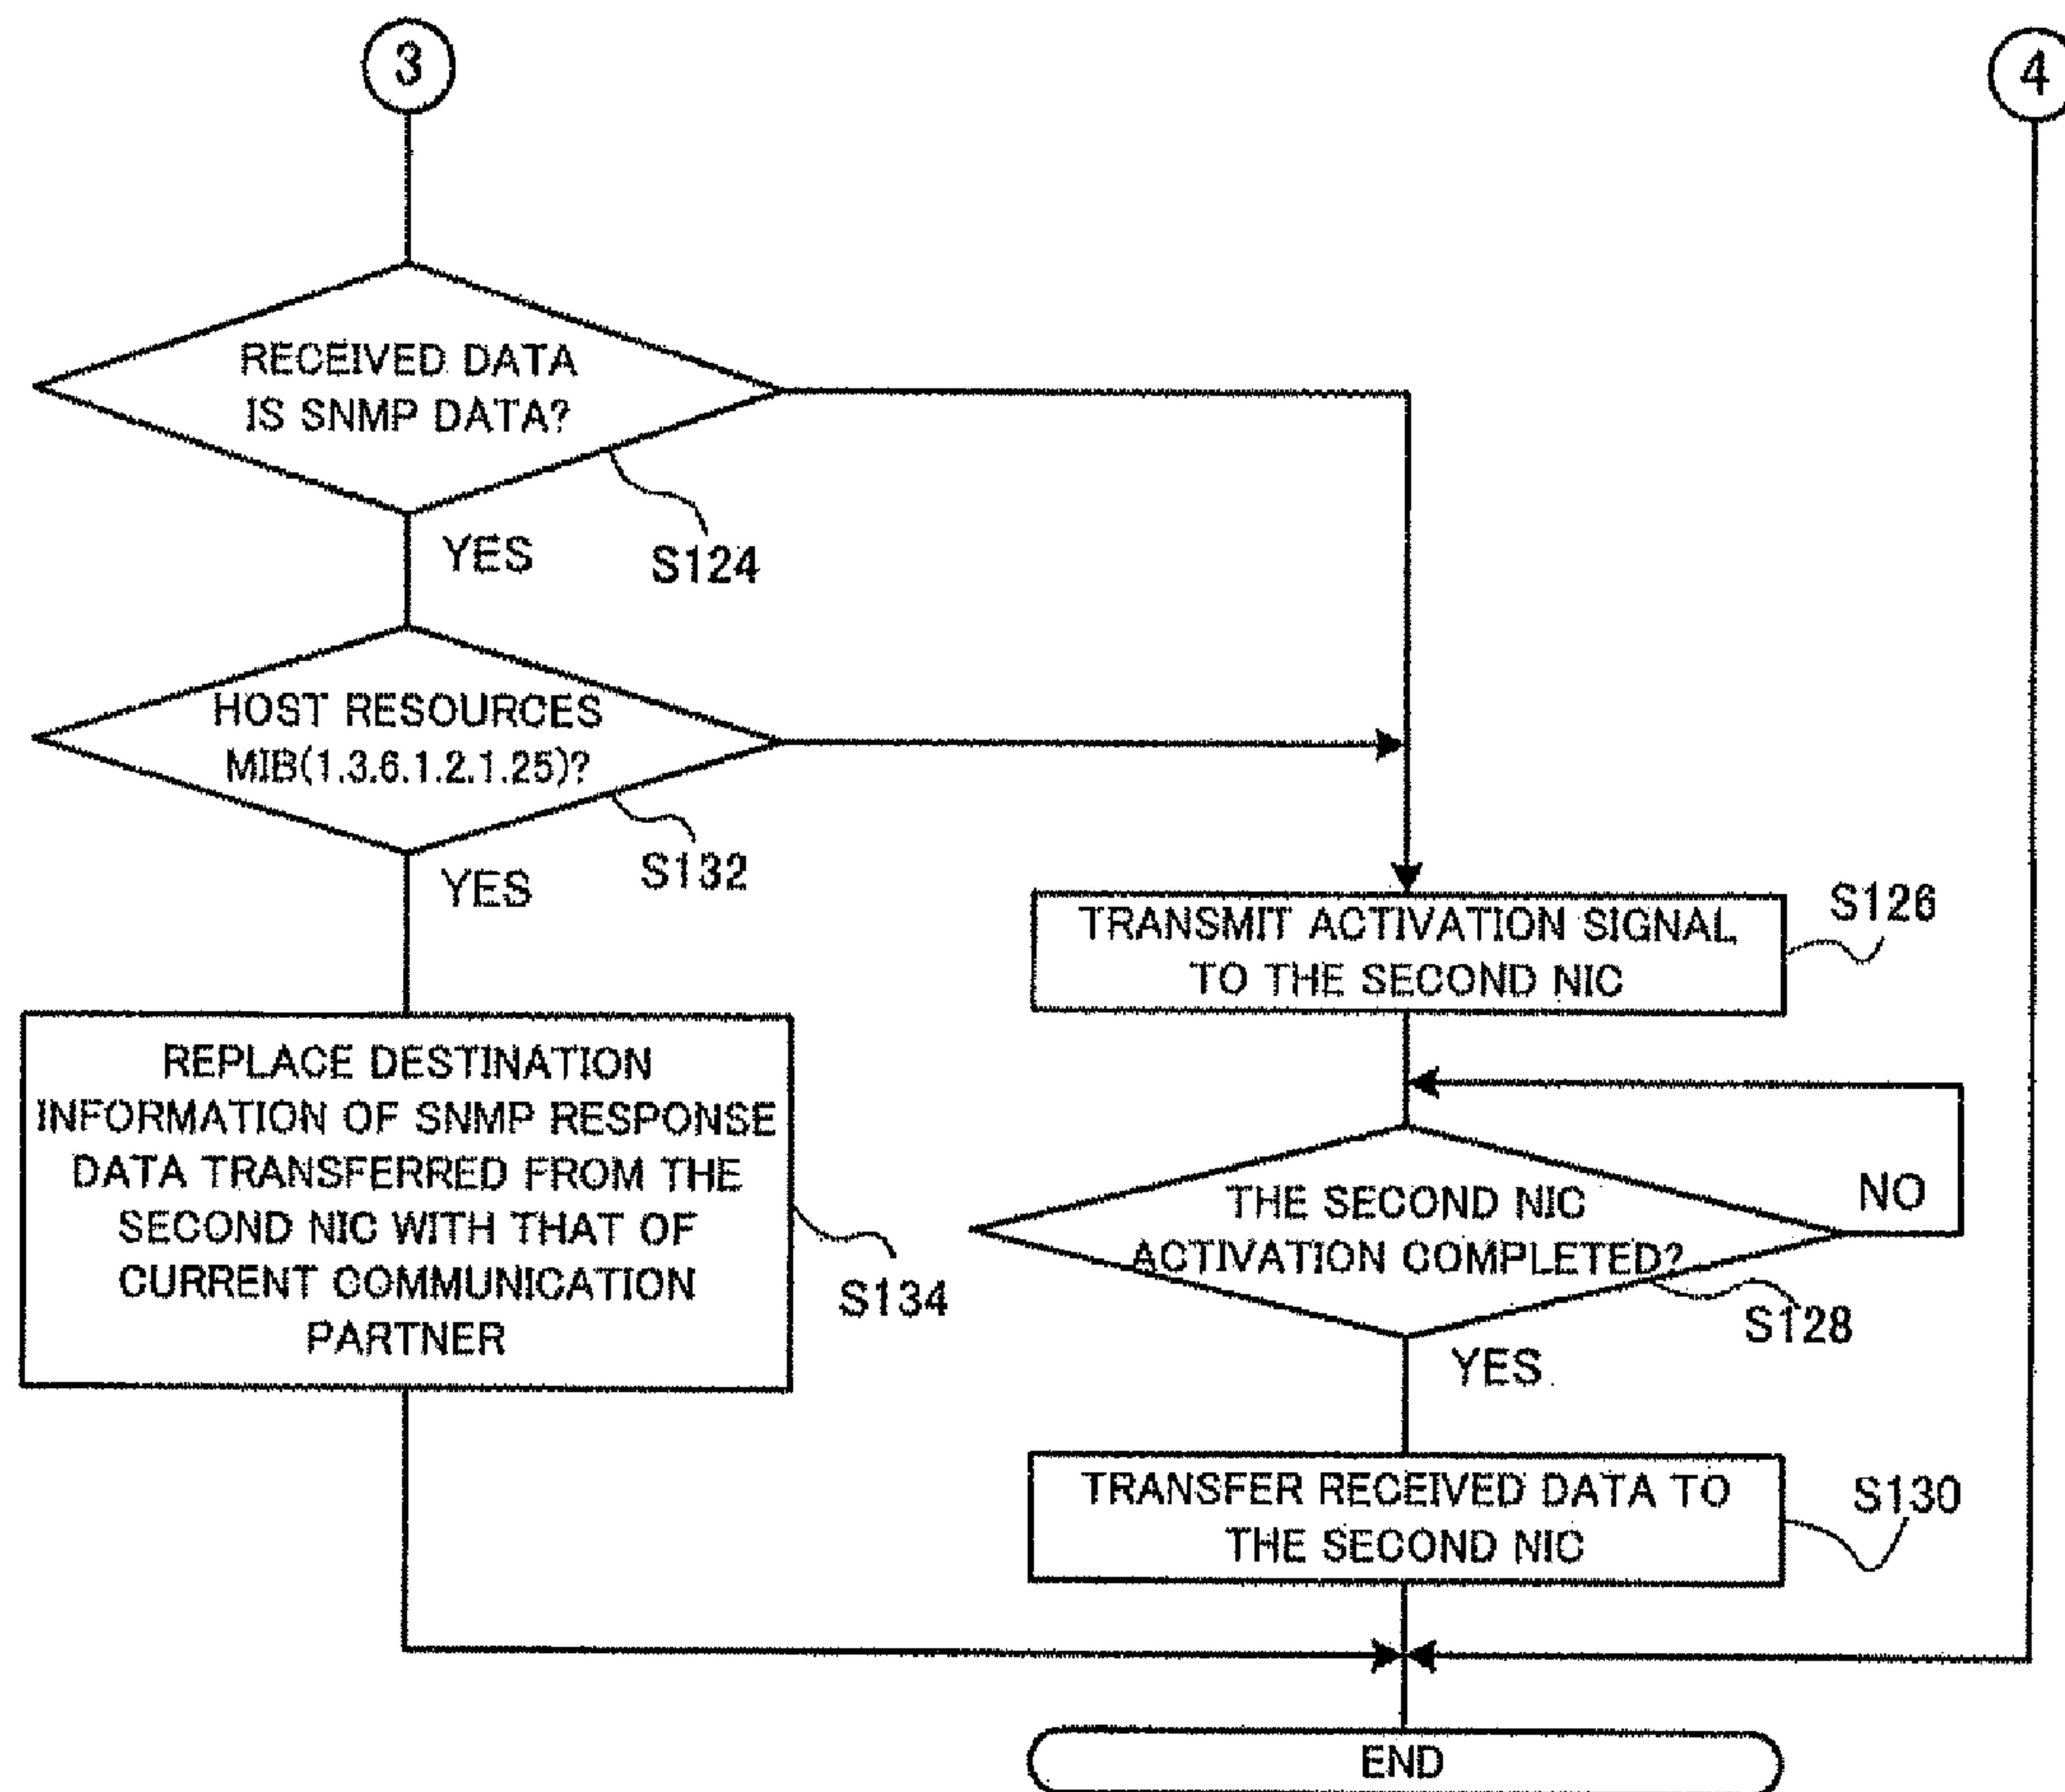 3
4
RECEIVED DATA
IS SNMP DATA?
YES
S124
HOST RESOURCES
MIB(1.3.6.1.2.1.25)?
YES
S132
TRANSMIT ACTIVATION SIGNAL
TO THE SECOND NIC
S126
REPLACE DESTINATION
INFORMATION OF SNMP RESPONSE
DATA TRANSFERRED FROM THE
SECOND NIC WITH THAT OF
CURRENT COMMUNICATION
PARTNER
S134
THE SECOND NIC
ACTIVATION COMPLETED?
NO
S128
YES
TRANSFER RECEIVED DATA TO
THE SECOND NIC
S130
END